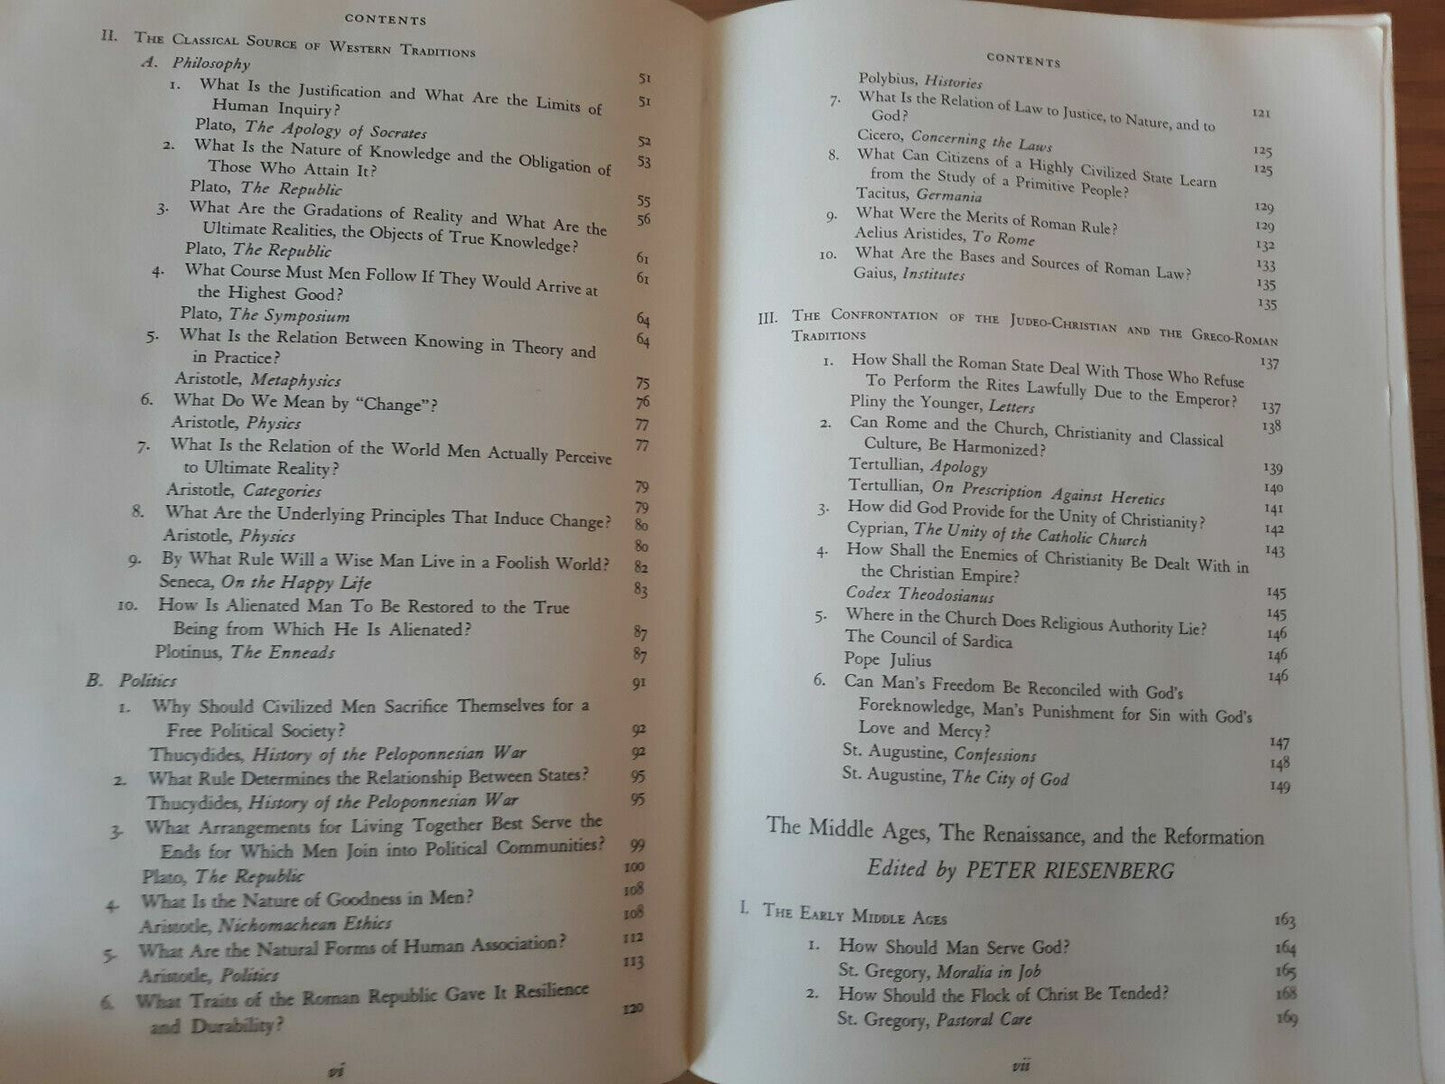 CONTENTS
II. The Classical Source of Western Traditions 51
A. Philosophy 51
1. What Is the Justification and What Are the Limits of
Human Inquiry? 52
Plato, The Apology of Socrates 53
2. What Is the Nature of Knowledge and the Obligation of
Those Who Attain It? 55
Plato, The Republic 56
3. What Are the Gradations of Reality and What Are the
Ultimate Realities, the Objects of True Knowledge? 61
Plato, The Republic 61
4. What Course Must Men Follow If They Would Arrive at
the Highest Good? 64
Plato, The Symposium 64
5. What Is the Relation Between Knowing in Theory and
in Practice? 75
Aristotle, Metaphysics 76
6. What Do We Mean by "Change"? 77
Aristotle, Physics 77
7. What Is the Relation of the World Men Actually Perceive
to Ultimate Reality? 79
Aristotle, Categories 79
8. What Are the Underlying Principles That Induce Change? 80
Aristotle, Physics 80
9. By What Rule Will a Wise Man Live in a Foolish World? 82
Seneca, On the Happy Life 83
10. How Is Alienated Man To Be Restored to the True
Being from Which He Is Alienated? 87
Plotinus, The Enneads 87
B. Politics 91
1. Why Should Civilized Men Sacrifice Themselves for a
Free Political Society? 92
Thucydides, History of the Peloponnesian War 92
2. What Rule Determines the Relationship Between States? 95
Thucydides, History of the Peloponnesian War 95
3. What Arrangements for Living Together Best Serve the
Ends for Which Men Join into Political Communities? 99
Plato, The Republic 100
4. What Is the Nature of Goodness in Men? 108
Aristotle, Nichomachean Ethics 108
5. What Are the Natural Forms of Human Association? 112
Aristotle, Politics 113
6. What Traits of the Roman Republic Gave It Resilience
and Durability? 120
vi
CONTENTS
Polybius, Histories 121
7. What Is the Relation of Law to Justice, to Nature, and to
God? 125
Cicero, Concerning the Laws 125
8. What Can Citizens of a Highly Civilized State Learn
from the Study of a Primitive People? 129
Tacitus, Germania 129
9. What Were the Merits of Roman Rule? 132
Aelius Aristides, To Rome 133
10. What Are the Bases and Sources of Roman Law? 135
Gaius, Institutes 135
III. The Confrontation of the Judeo-Christian and the Greco-Roman
Traditions 137
1. How Shall the Roman State Deal With Those Who Refuse
To Perform the Rites Lawfully Due to the Emperor? 137
Pliny the Younger, Letters 138
2. Can Rome and the Church, Christianity and Classical
Culture, Be Harmonized? 139
Tertullian, Apology 140
Tertullian, On Prescription Against Heretics 141
3. How did God Provide for the Unity of Christianity? 142
Cyprian, The Unity of the Catholic Church 143
4. How Shall the Enemies of Christianity Be Dealt With in
the Christian Empire? 145
Codex Theodosianus 145
5. Where in the Church Does Religious Authority Lie? 146
The Council of Sardica 146
Pope Julius 146
6. Can Man's Freedom Be Reconciled with God's
Foreknowledge, Man's Punishment for Sin with God's
Love and Mercy? 147
St. Augustine, Confessions 148
St. Augustine, The City of God 149
The Middle Ages, The Renaissance, and the Reformation
Edited by PETER RIESENBERG
I. The Early Middle Ages 163
1. How Should Man Serve God? 164
St. Gregory, Moralia in Job 165
2. How Should the Flock of Christ Be Tended? 168
St. Gregory, Pastoral Care 169
vii